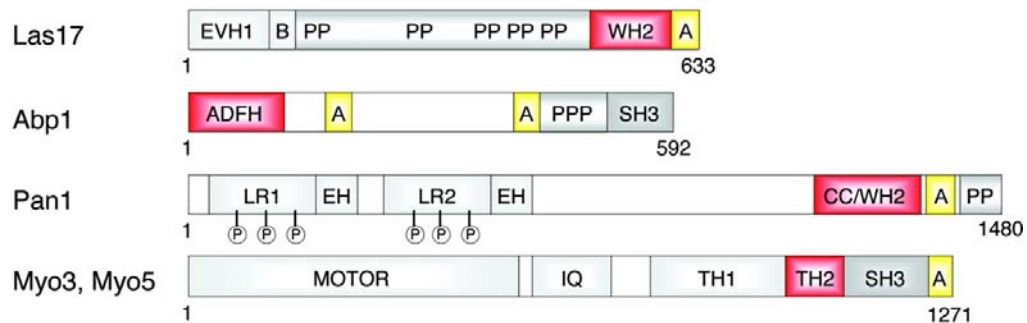 Las17 EVH1 B PP PP PP PP PP WH2 A
1 633
Abp1 ADFH A A PPP SH3
1 592
Pan1 LR1 EH LR2 EH CC/WH2 A PP
P P P P P P
1 1480
Myo3, Myo5 MOTOR IQ TH1 TH2 SH3 A
1 1271